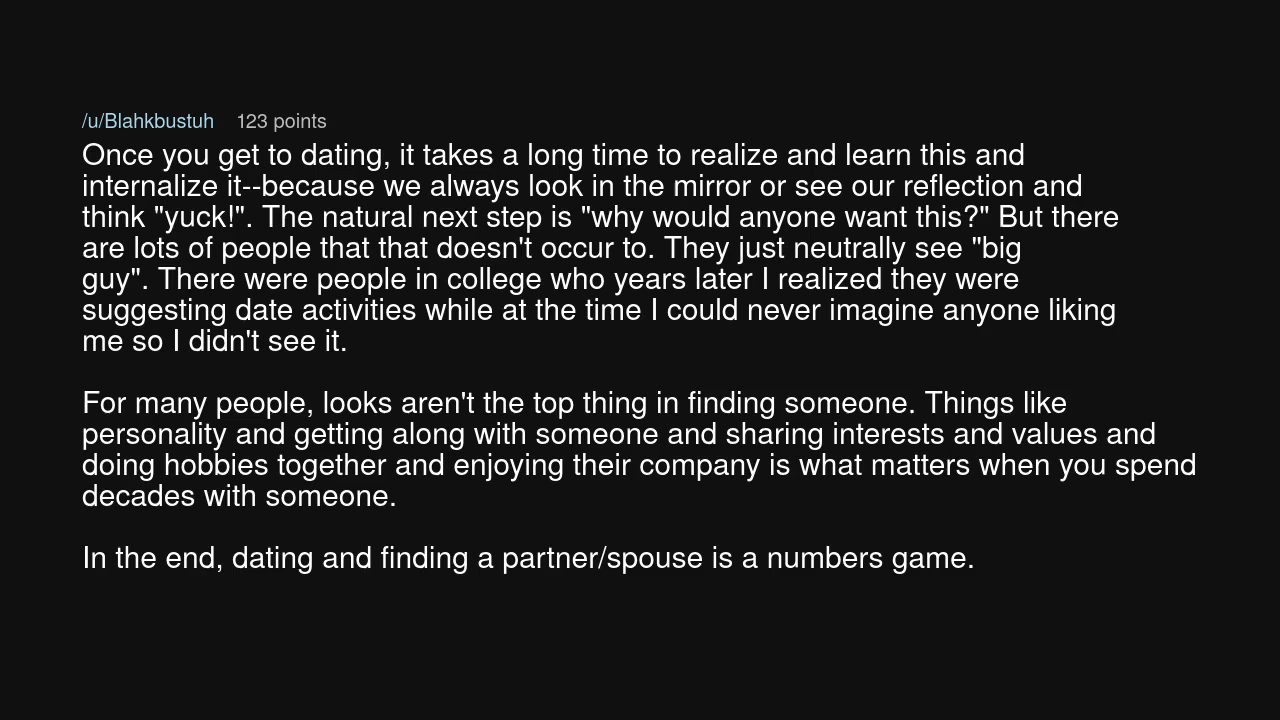 /u/Blahkbustuh 123 points
Once you get to dating, it takes a long time to realize and learn this and
internalize it--because we always look in the mirror or see our reflection and
think "yuck!". The natural next step is "why would anyone want this?" But there
are lots of people that that doesn't occur to. They just neutrally see "big
guy". There were people in college who years later I realized they were
suggesting date activities while at the time I could never imagine anyone liking
me so I didn't see it.
For many people, looks aren't the top thing in finding someone. Things like
personality and getting along with someone and sharing interests and values and
doing hobbies together and enjoying their company is what matters when you spend
decades with someone.
In the end, dating and finding a partner/spouse is a numbers game.